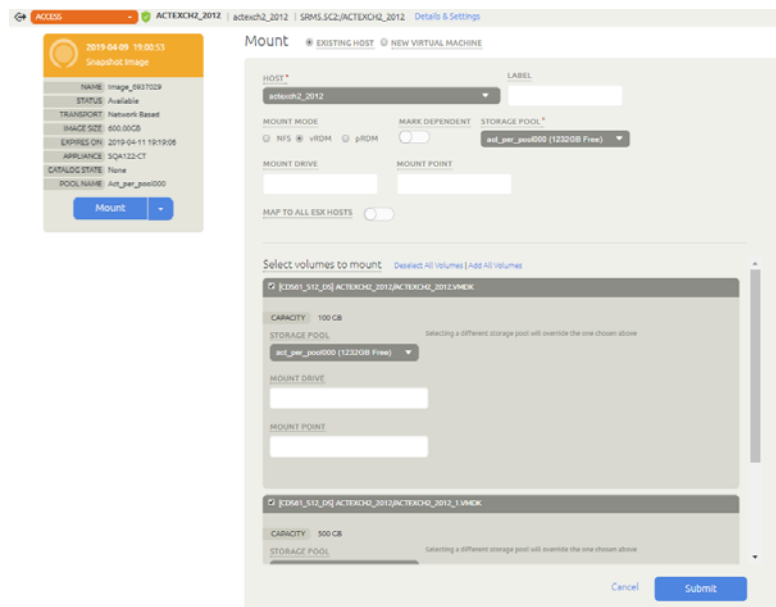 ACCESS ACTEXCH2_2012 | actexch2_2012 | SRMS.SC2;/ACTEXCH2_2012 Details & Settings
2019-04-09 19:00:53
Snapshot Image
NAME Image_6937029
STATUS Available
TRANSPORT Network Based
IMAGE SIZE 600.00GB
EXPIRES ON 2019-04-11 19:19:06
APPLIANCE SQA122-CT
CATALOG STATE None
POOL NAME Act_per_pool000
Mount
Mount EXISTING HOST NEW VIRTUAL MACHINE
HOST* LABEL
actexch2_2012
MOUNT MODE MARK DEPENDENT STORAGE POOL*
NFS vRDM pRDM act_per_pool000 (1232GB Free)
MOUNT DRIVE MOUNT POINT
MAP TO ALL ESX HOSTS
Select volumes to mount Deselect All Volumes | Add All Volumes
[CDS61_S12_DS] ACTEXCH2_2012/ACTEXCH2_2012.VMDK
CAPACITY 100 GB
STORAGE POOL Selecting a different storage pool will override the one chosen above
act_per_pool000 (1232GB Free)
MOUNT DRIVE
MOUNT POINT
[CDS61_S12_DS] ACTEXCH2_2012/ACTEXCH2_2012_1.VMDK
CAPACITY 500 GB
STORAGE POOL Selecting a different storage pool will override the one chosen above
Cancel Submit